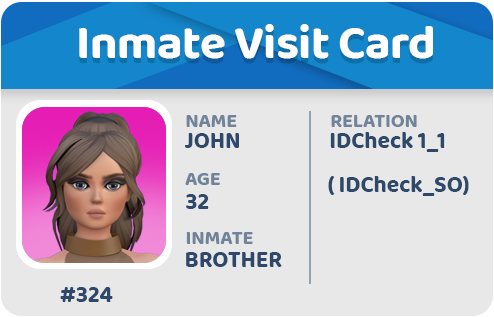 Inmate Visit Card
NAME
JOHN
AGE
32
INMATE
BROTHER
#324
RELATION
IDCheck 1_1
( IDCheck_SO)